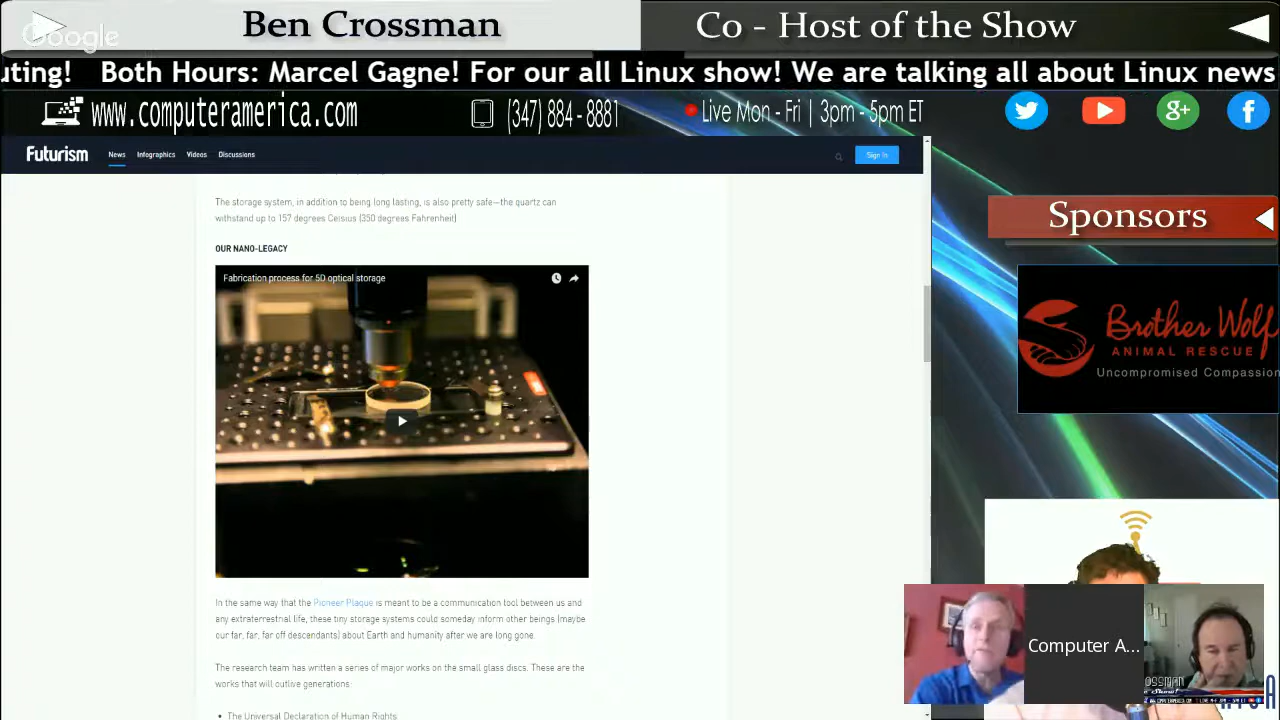 Google
Ben Crossman
Co - Host of the Show
uting! Both Hours: Marcel Gagne! For our all Linux show! We are talking all about Linux news
www.computeramerica.com
(347) 884 - 8881
Live Mon - Fri | 3pm - 5pm ET
g+
Futurism
News
Infographics
Videos
Discussions
Sign In
The storage system, in addition to being long lasting, is also pretty safe—the quartz can
withstand up to 157 degrees Celsius (350 degrees Fahrenheit)
OUR NANO-LEGACY
Fabrication process for 5D optical storage
In the same way that the Pioneer Plaque is meant to be a communication tool between us and
any extraterrestrial life, these tiny storage systems could someday inform other beings (maybe
our far, far, far off descendants) about Earth and humanity after we are long gone.
The research team has written a series of major works on the small glass discs. These are the
works that will outlive generations:
The Universal Declaration of Human Rights
Sponsors
Brother Wolf
ANIMAL RESCUE
Uncompromised Compassion
Computer A...